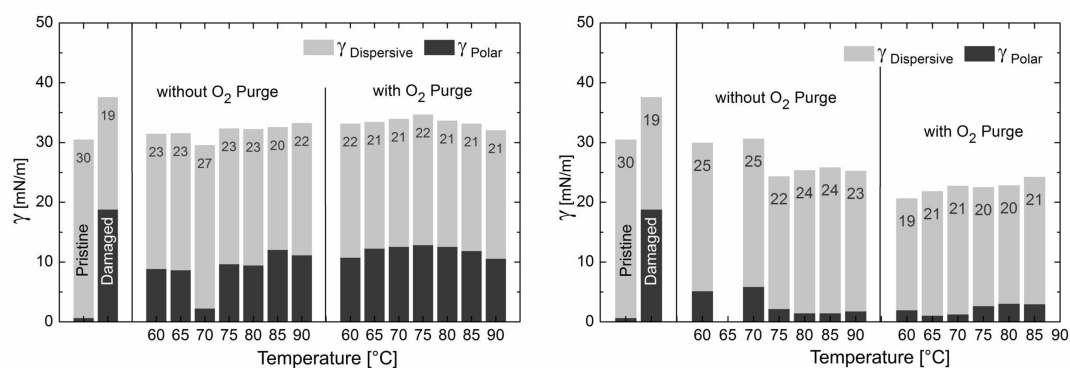 50
40
30
20
10
0
γ [mN/m]
γ Dispersive γ Polar
without O2 Purge
with O2 Purge
30 19 23 23 27 23 23 20 22 22 21 21 22 21 21 21
Pristine
Damaged
60 65 70 75 80 85 90 60 65 70 75 80 85 90
Temperature [°C]
50
40
30
20
10
0
γ [mN/m]
γ Dispersive γ Polar
without O2 Purge
with O2 Purge
30 19 25 25 22 24 24 23 19 21 21 20 20 21
Pristine
Damaged
60 65 70 75 80 85 90 60 65 70 75 80 85 90
Temperature [°C]